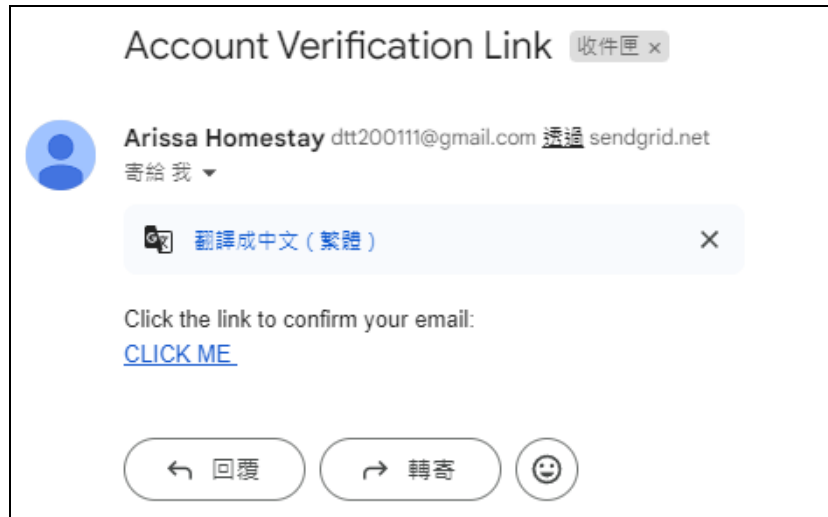 Account Verification Link 收件匣 ×
Arissa Homestay dtt200111@gmail.com 透過 sendgrid.net
寄給 我
翻譯成中文（繁體）
Click the link to confirm your email:
CLICK ME
回覆 轉寄